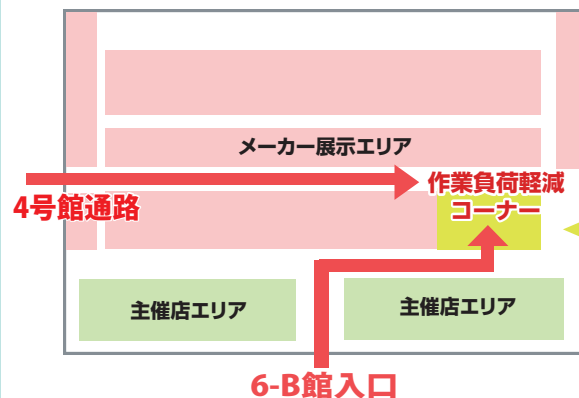 メーカー展示エリア
作業負荷軽減
コーナー
4号館通路
主催店エリア
主催店エリア
6-B館入口